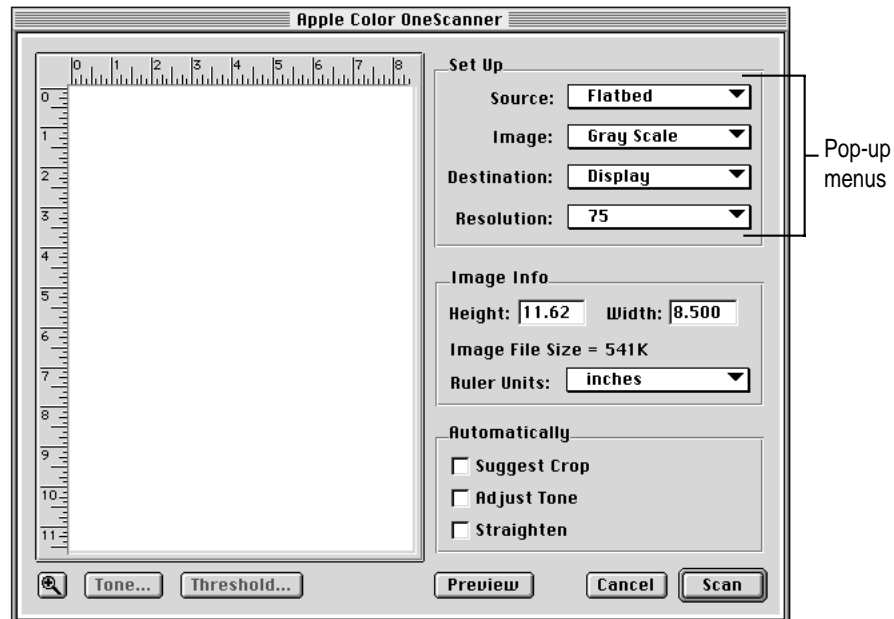 Apple Color OneScanner
0 1 2 3 4 5 6 7 8
0
1
2
3
4
5
6
7
8
9
10
11
Set Up
Source: Flatbed
Image: Gray Scale
Destination: Display
Resolution: 75
Pop-up
menus
Image Info
Height: 11.62 Width: 8.500
Image File Size = 541K
Ruler Units: inches
Automatically
Suggest Crop
Adjust Tone
Straighten
Tone... Threshold... Preview Cancel Scan